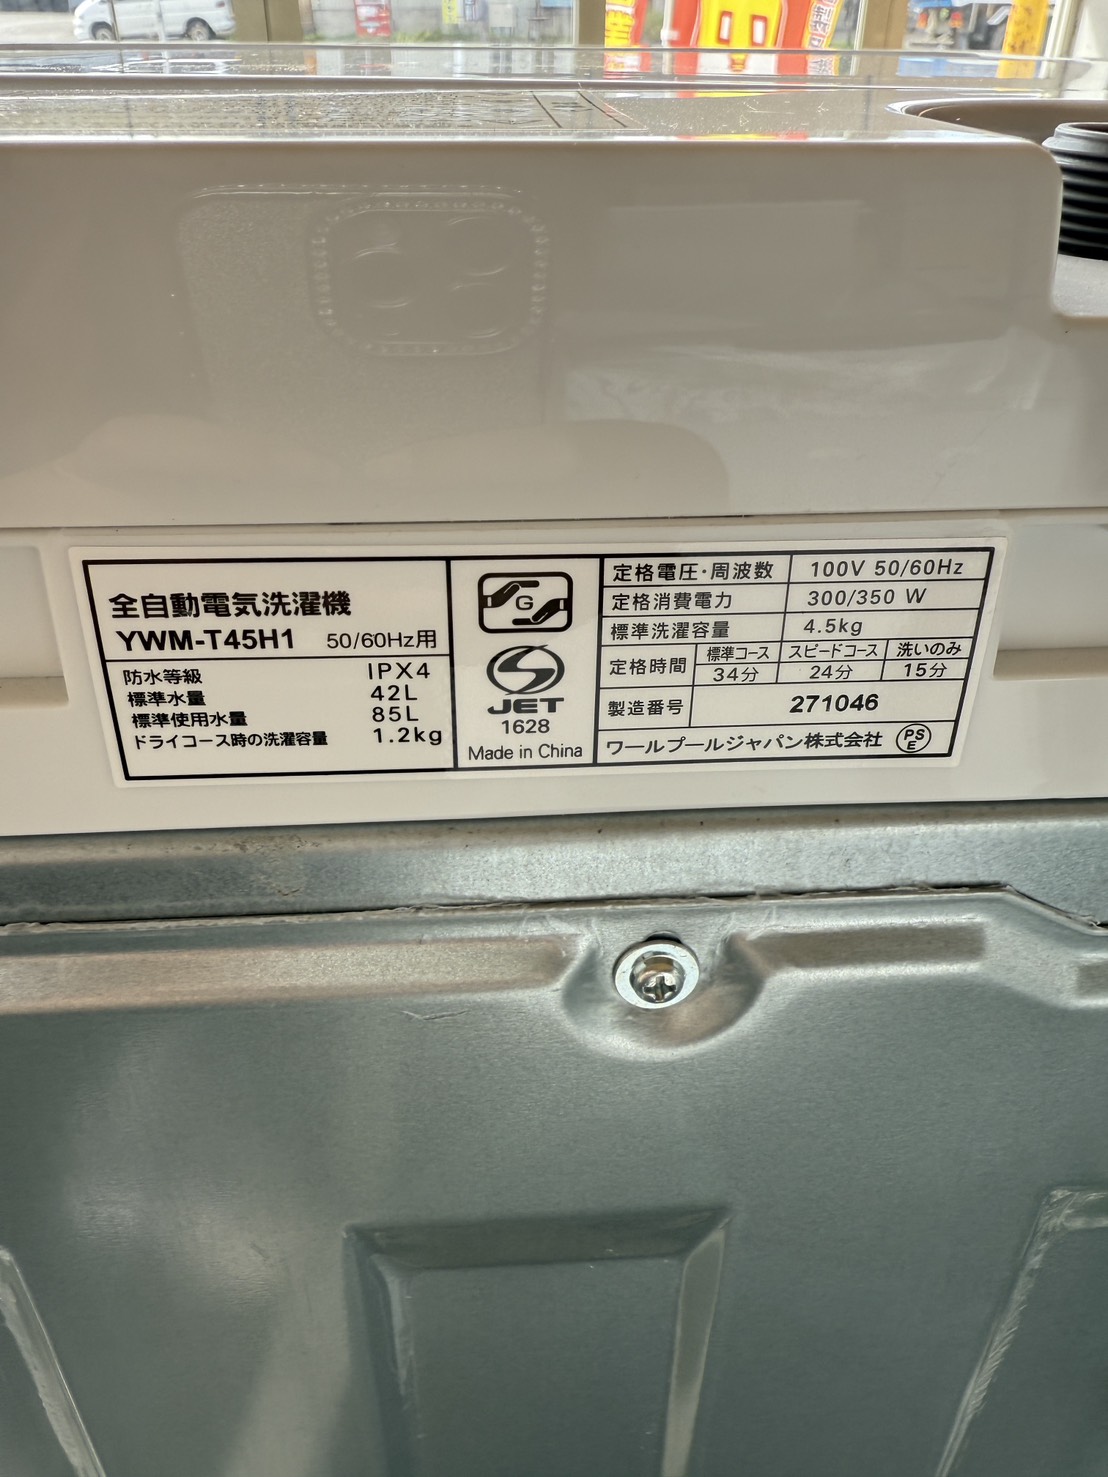 全自動電気洗濯機
YWM-T45H1 50/60Hz用
防水等級 IPX4
標準水量 42L
標準使用水量 85L
ドライコース時の洗濯容量 1.2kg
G
JET
1628
Made in China
定格電圧・周波数 100V 50/60Hz
定格消費電力 300/350 W
標準洗濯容量 4.5kg
定格時間 標準コース スピードコース 洗いのみ
34分 24分 15分
製造番号 271046
ワールプールジャパン株式会社 PSE